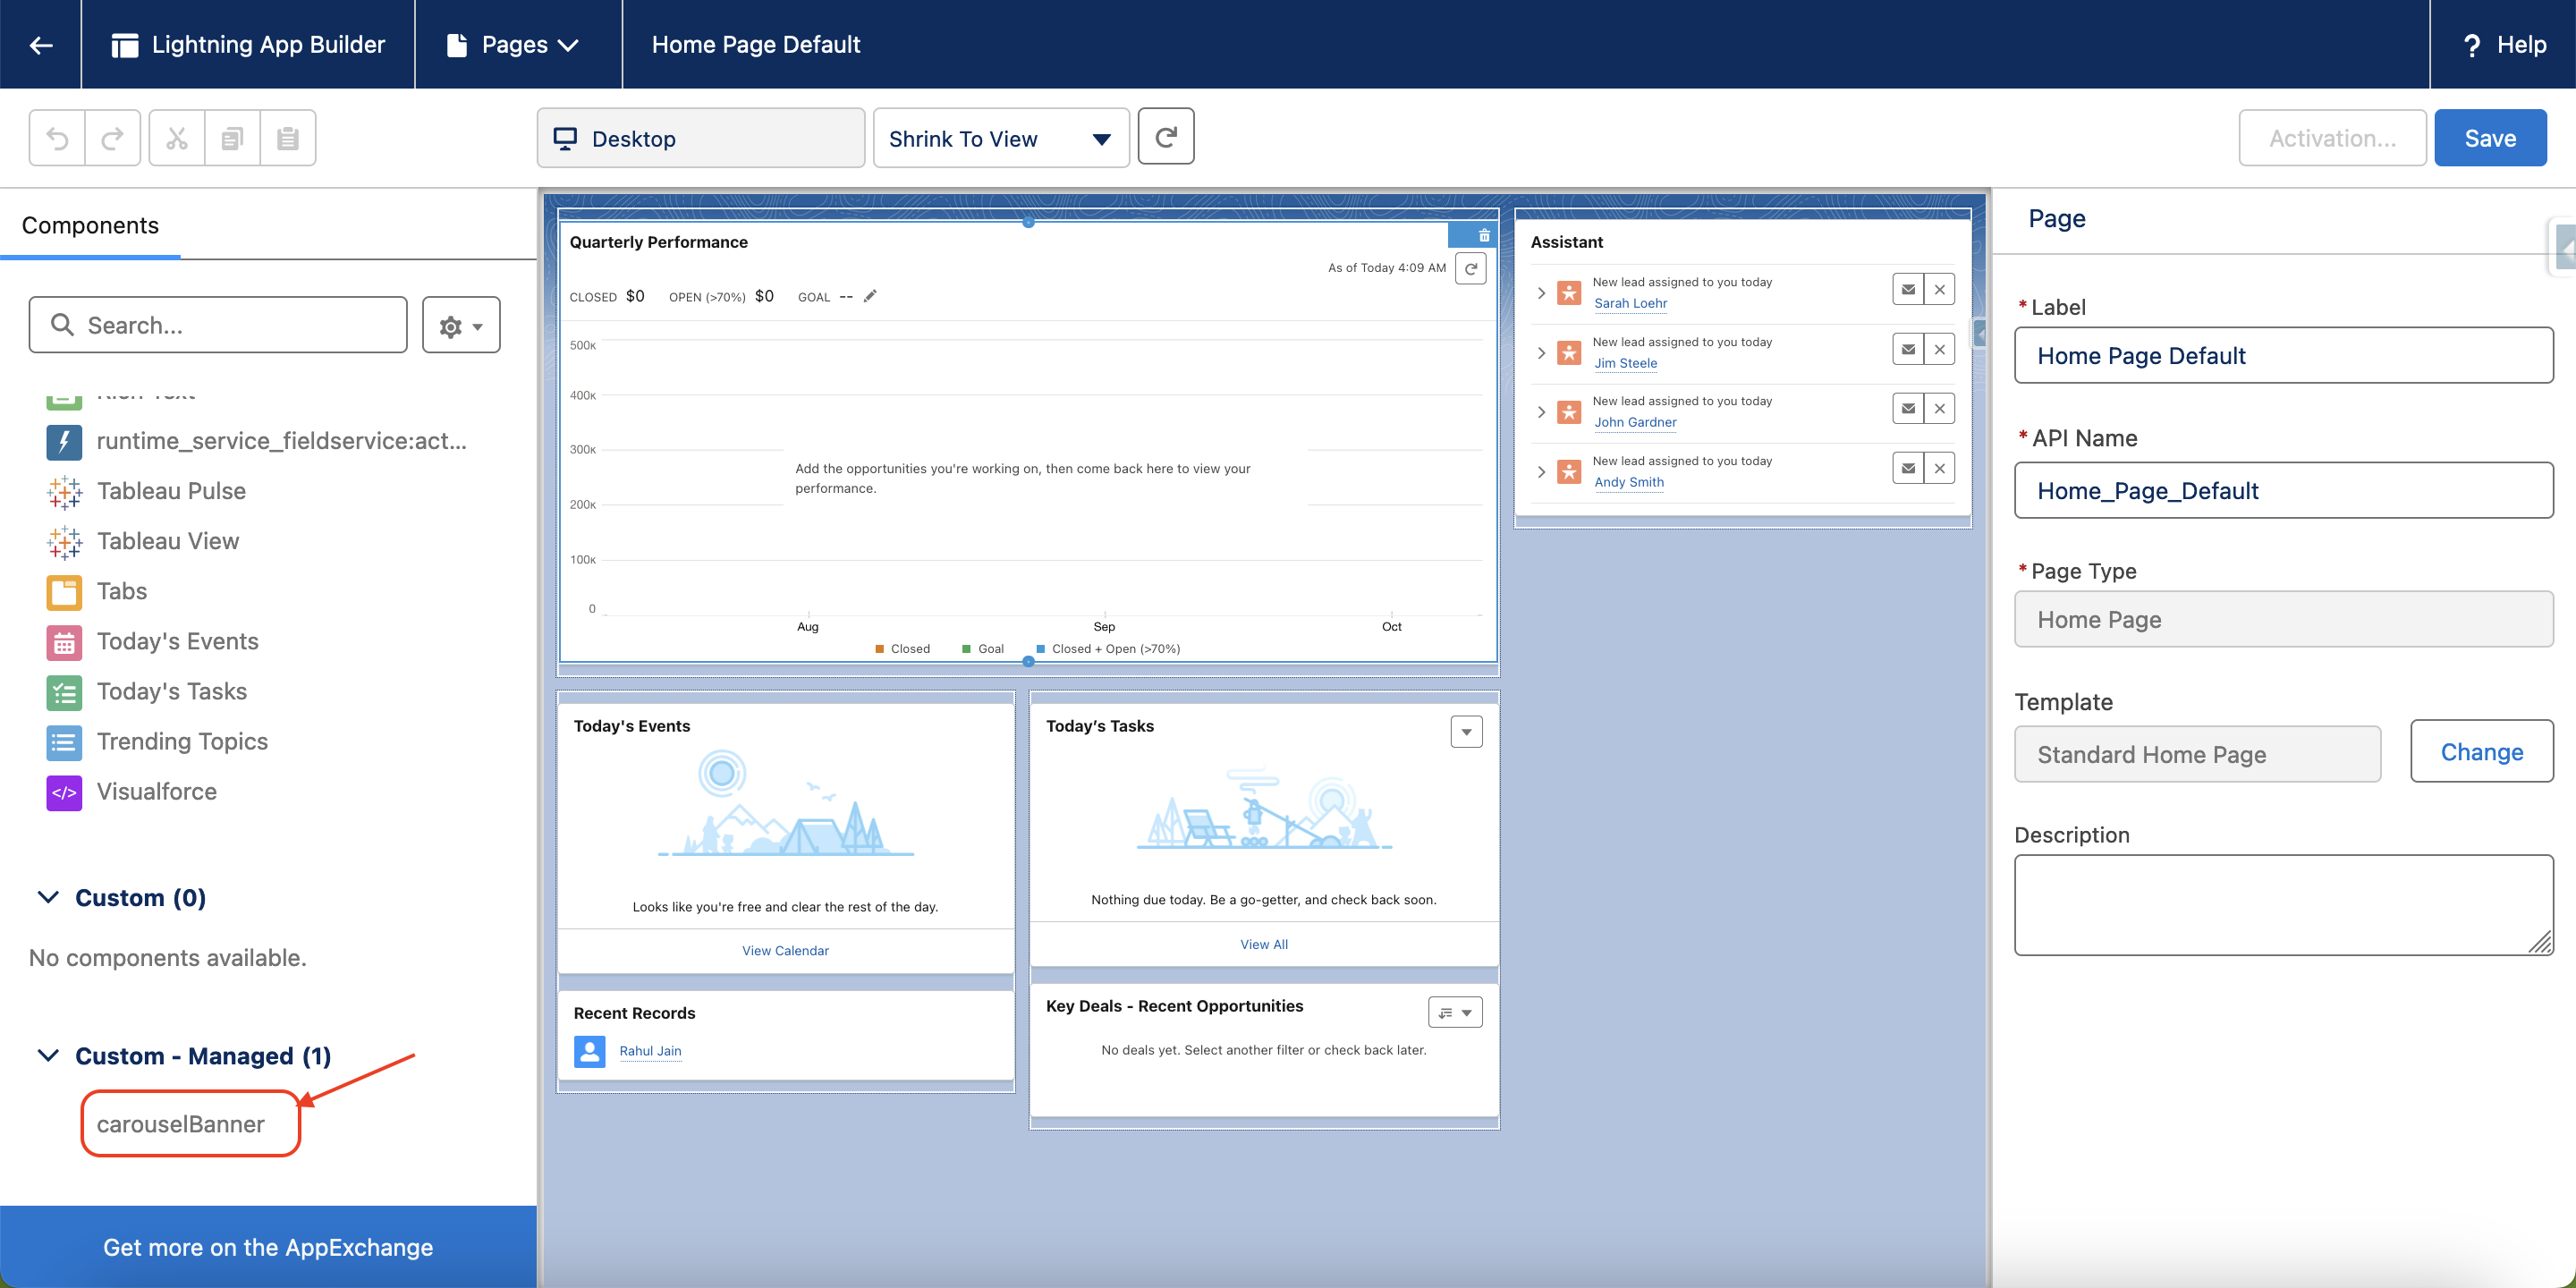 Lightning App Builder
Pages
Home Page Default
? Help
Desktop
Shrink To View
Activation...
Save
Components
Search...
Rich Text
runtime_service_fieldservice:act...
Tableau Pulse
Tableau View
Tabs
Today's Events
Today's Tasks
Trending Topics
Visualforce
Custom (0)
No components available.
Custom - Managed (1)
carouselBanner
Get more on the AppExchange
Quarterly Performance
As of Today 4:09 AM
CLOSED $0 OPEN (>70%) $0 GOAL --
500K
400K
300K
200K
100K
0
Add the opportunities you're working on, then come back here to view your
performance.
Aug Sep Oct
Closed Goal Closed + Open (>70%)
Assistant
New lead assigned to you today
Sarah Loehr
New lead assigned to you today
Jim Steele
New lead assigned to you today
John Gardner
New lead assigned to you today
Andy Smith
Today's Events
Looks like you're free and clear the rest of the day.
View Calendar
Today’s Tasks
Nothing due today. Be a go-getter, and check back soon.
View All
Recent Records
Rahul Jain
Key Deals - Recent Opportunities
No deals yet. Select another filter or check back later.
Page
*Label
Home Page Default
*API Name
Home_Page_Default
*Page Type
Home Page
Template
Standard Home Page
Change
Description